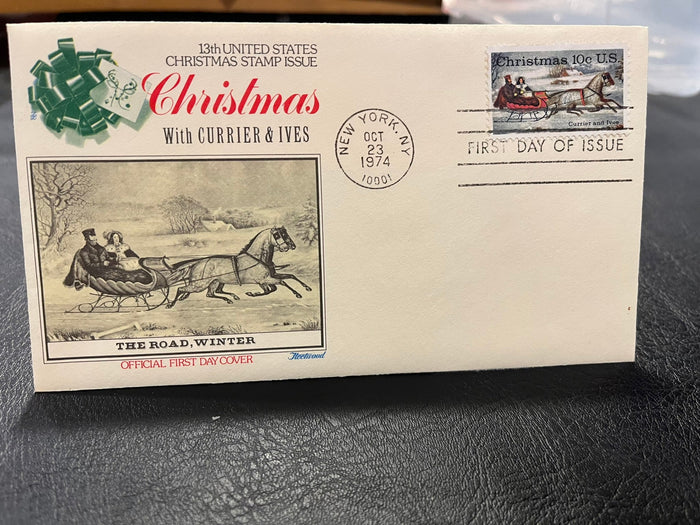 13th UNITED STATES
CHRISTMAS STAMP ISSUE
Christmas
With CURRIER & IVES
THE ROAD, WINTER
OFFICIAL FIRST DAY COVER
Fleetwood
NEW YORK, NY
OCT
23
1974
10001
Christmas 10c U.S.
Currier and Ives
FIRST DAY OF ISSUE